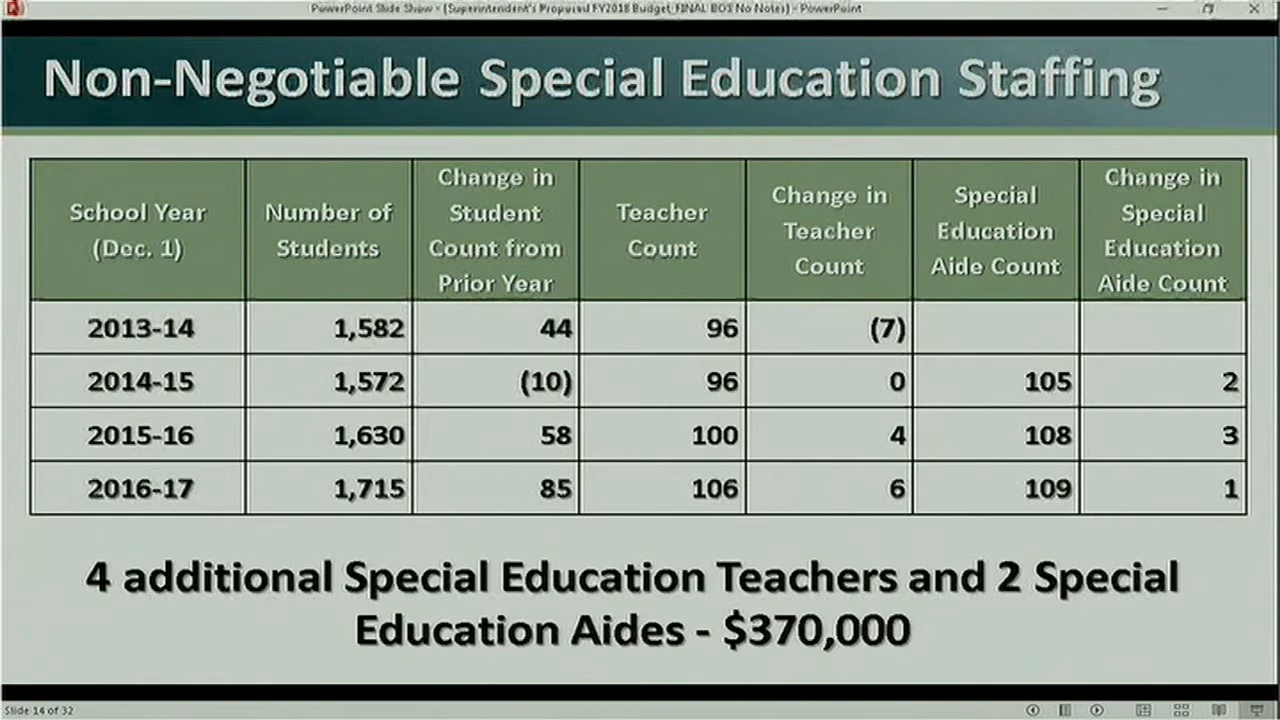 PowerPoint Slide Show - (Superintendent's Proposed FY2018 Budget_FINAL BOS No Notes) - PowerPoint
Non-Negotiable Special Education Staffing
School Year (Dec. 1) Number of Students Change in Student Count from Prior Year Teacher Count Change in Teacher Count Special Education Aide Count Change in Special Education Aide Count
2013-14 1,582 44 96 (7)
2014-15 1,572 (10) 96 0 105 2
2015-16 1,630 58 100 4 108 3
2016-17 1,715 85 106 6 109 1
4 additional Special Education Teachers and 2 Special
Education Aides - $370,000
Slide 14 of 32